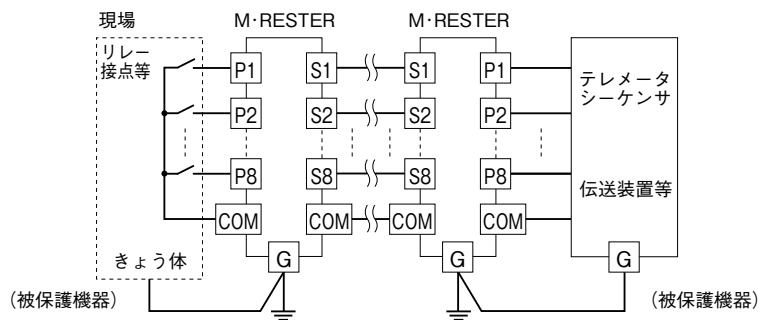 現場
M·RESTER
M·RESTER
リレー
接点等
P1
S1
S1
P1
テレメータ
シーケンサ
P2
S2
S2
P2
P8
S8
S8
P8
伝送装置等
COM
COM
COM
COM
きょう体
G
G
G
(被保護機器)
(被保護機器)